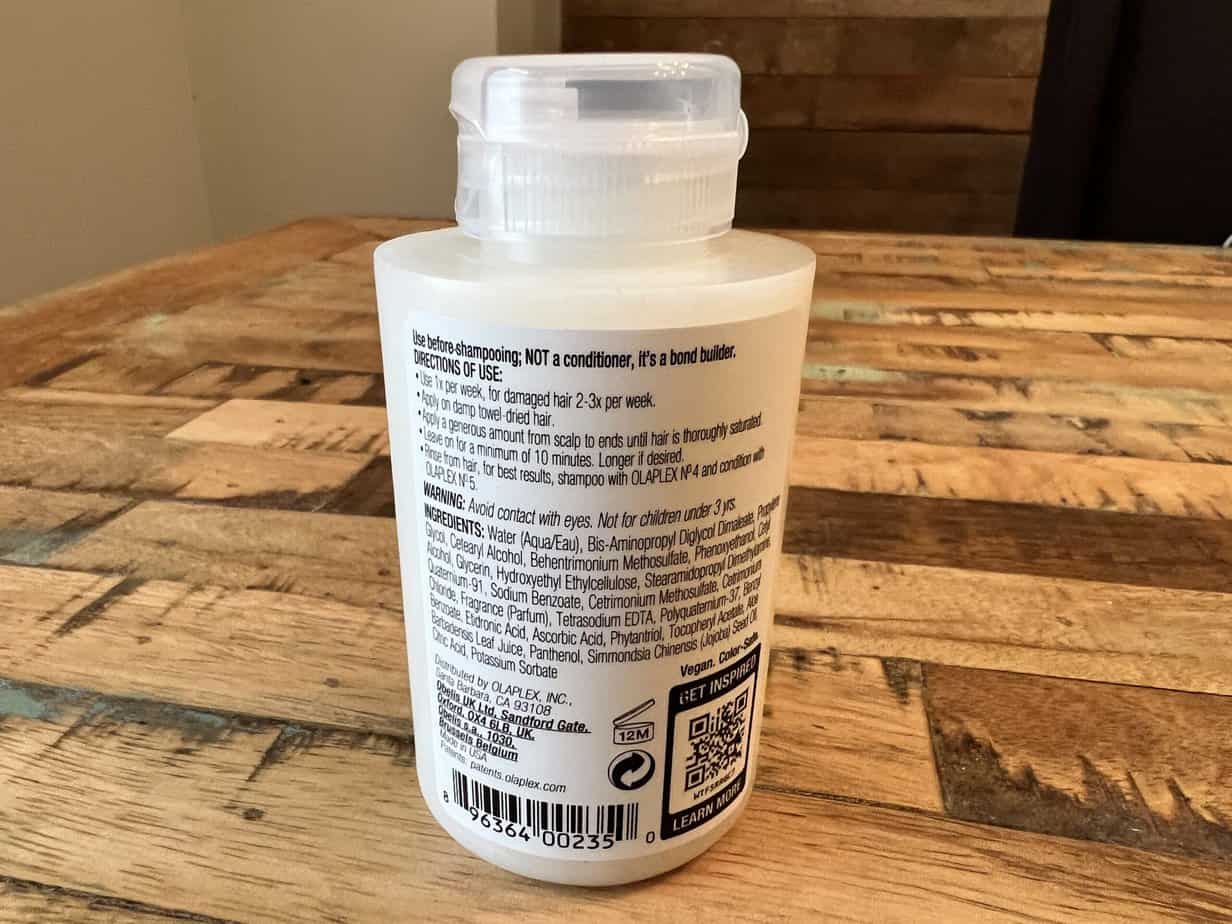 Use before shampooing; NOT a conditioner, it's a bond builder.
DIRECTIONS OF USE:
• Use 1x per week, for damaged hair 2-3x per week.
• Apply on damp towel-dried hair.
• Apply a generous amount from scalp to ends until hair is thoroughly saturated.
• Leave on for a minimum of 10 minutes. Longer if desired.
• Rinse from hair, for best results, shampoo with OLAPLEX Nº4 and condition with
OLAPLEX Nº5.
WARNING: Avoid contact with eyes. Not for children under 3 yrs.
INGREDIENTS: Water (Aqua/Eau), Bis-Aminopropyl Diglycol Dimaleate, Propylene
Glycol, Cetearyl Alcohol, Behentrimonium Methosulfate, Phenoxyethanol, Cetyl
Alcohol, Glycerin, Hydroxyethyl Ethylcellulose, Stearamidopropyl Dimethylamine,
Quaternium-91, Sodium Benzoate, Cetrimonium Methosulfate, Cetrimonium
Chloride, Fragrance (Parfum), Tetrasodium EDTA, Polyquaternium-37, Benzyl
Benzoate, Etidronic Acid, Ascorbic Acid, Phytantriol, Tocopheryl Acetate, Aloe
Barbadensis Leaf Juice, Panthenol, Simmondsia Chinensis (Jojoba) Seed Oil,
Citric Acid, Potassium Sorbate
Vegan. Color-Safe.
Distributed by OLAPLEX, INC.,
Santa Barbara, CA 93108
Obelis UK Ltd, Sandford Gate,
Oxford, OX4 6LB, UK.
Obelis s.a., 1030,
Brussels Belgium
Made in USA
Patents: patents.olaplex.com
12M
GET INSPIRED
LEARN MORE
8 96364 00235 0